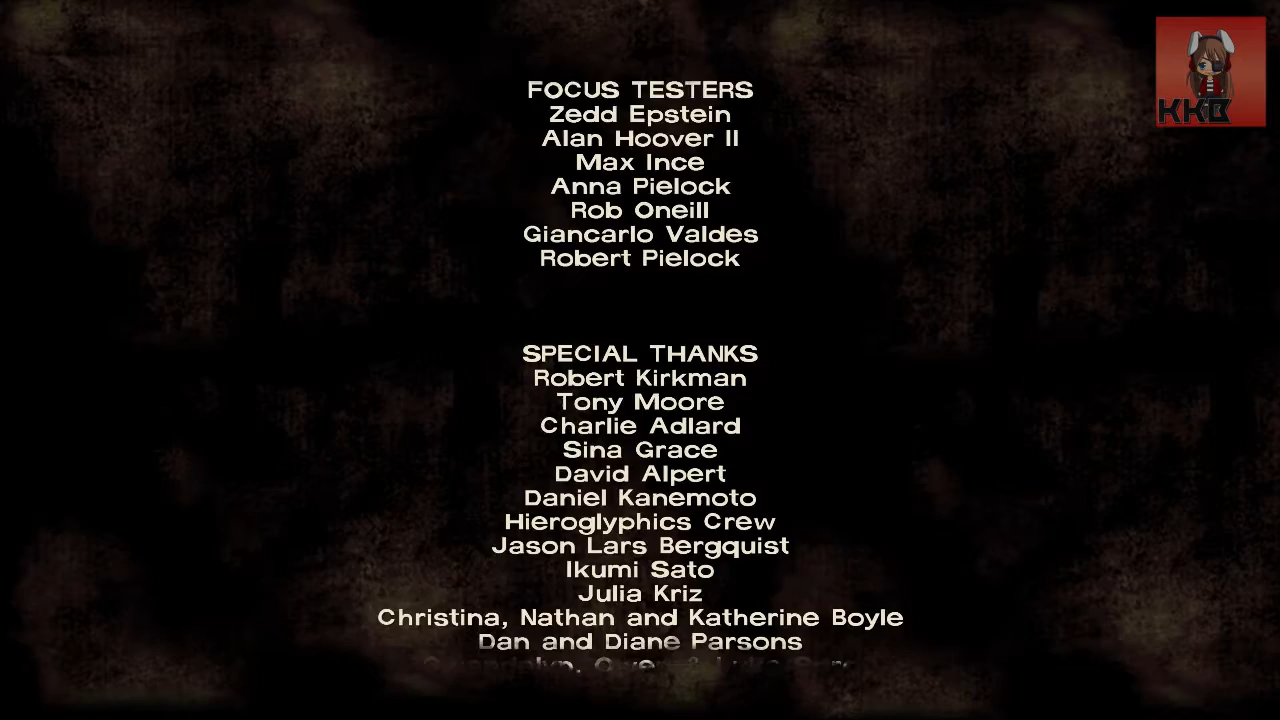 KKB
FOCUS TESTERS
Zedd Epstein
Alan Hoover II
Max Ince
Anna Pielock
Rob Oneill
Giancarlo Valdes
Robert Pielock
SPECIAL THANKS
Robert Kirkman
Tony Moore
Charlie Adlard
Sina Grace
David Alpert
Daniel Kanemoto
Hieroglyphics Crew
Jason Lars Bergquist
Ikumi Sato
Julia Kriz
Christina, Nathan and Katherine Boyle
Dan and Diane Parsons